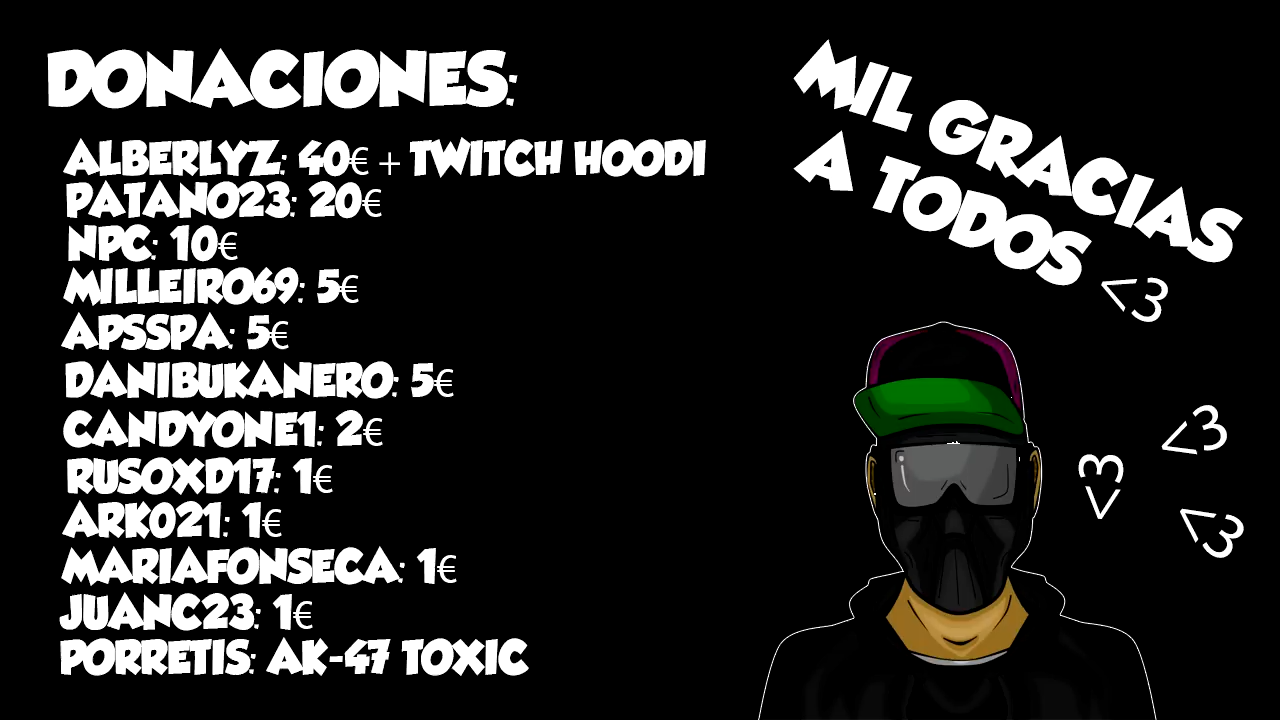 DONACIONES:
ALBERLYZ: 40€ + TWITCH HOODI
PATANO23: 20€
NPC: 10€
MILLEIRO69: 5€
APSSPA: 5€
DANIBUKANERO: 5€
CANDYONE1: 2€
RUSOXD17: 1€
ARKO21: 1€
MARIAFONSECA: 1€
JUANC23: 1€
PORRETIS: AK-47 TOXIC
MIL GRACIAS
A TODOS <3
<3
<3
<3